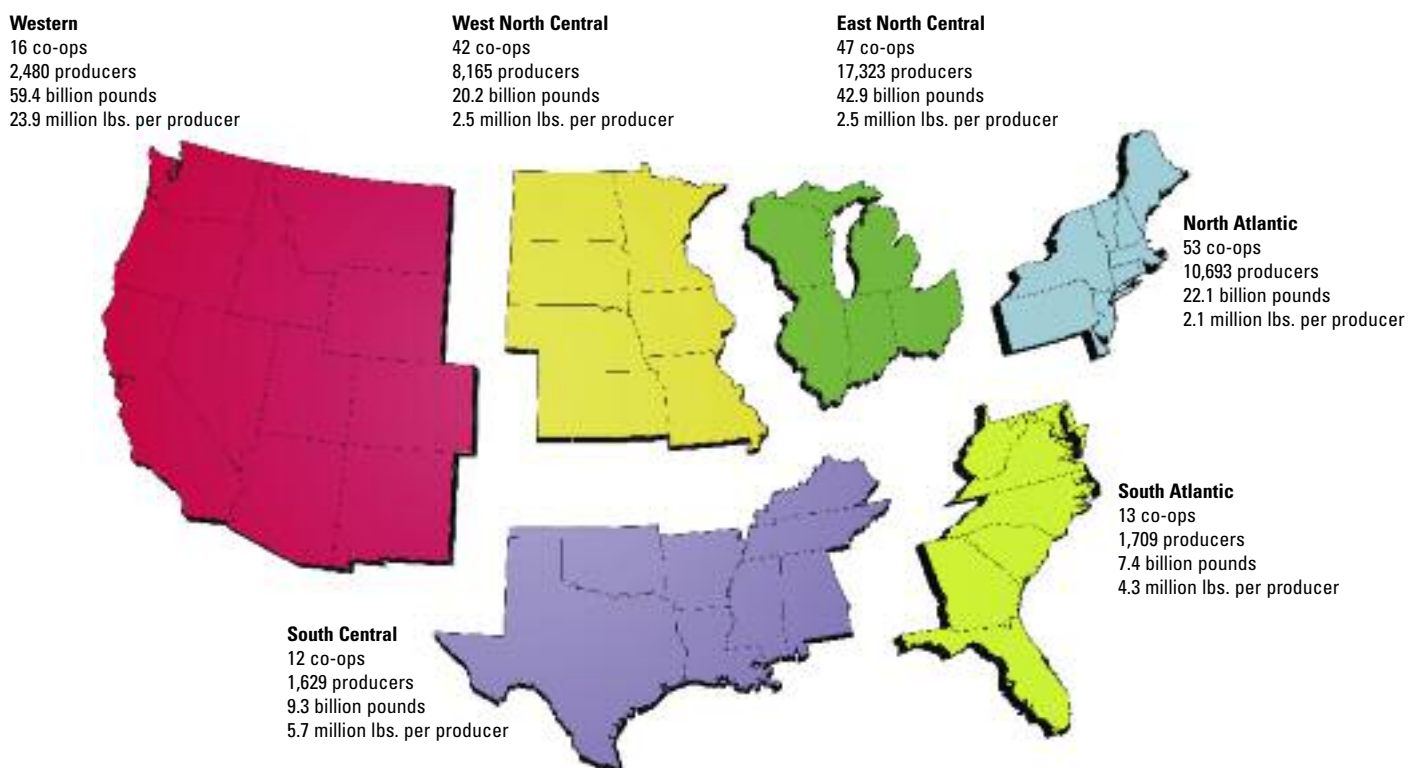 Western
16 co-ops
2,480 producers
59.4 billion pounds
23.9 million lbs. per producer
West North Central
42 co-ops
8,165 producers
20.2 billion pounds
2.5 million lbs. per producer
East North Central
47 co-ops
17,323 producers
42.9 billion pounds
2.5 million lbs. per producer
North Atlantic
53 co-ops
10,693 producers
22.1 billion pounds
2.1 million lbs. per producer
South Atlantic
13 co-ops
1,709 producers
7.4 billion pounds
4.3 million lbs. per producer
South Central
12 co-ops
1,629 producers
9.3 billion pounds
5.7 million lbs. per producer